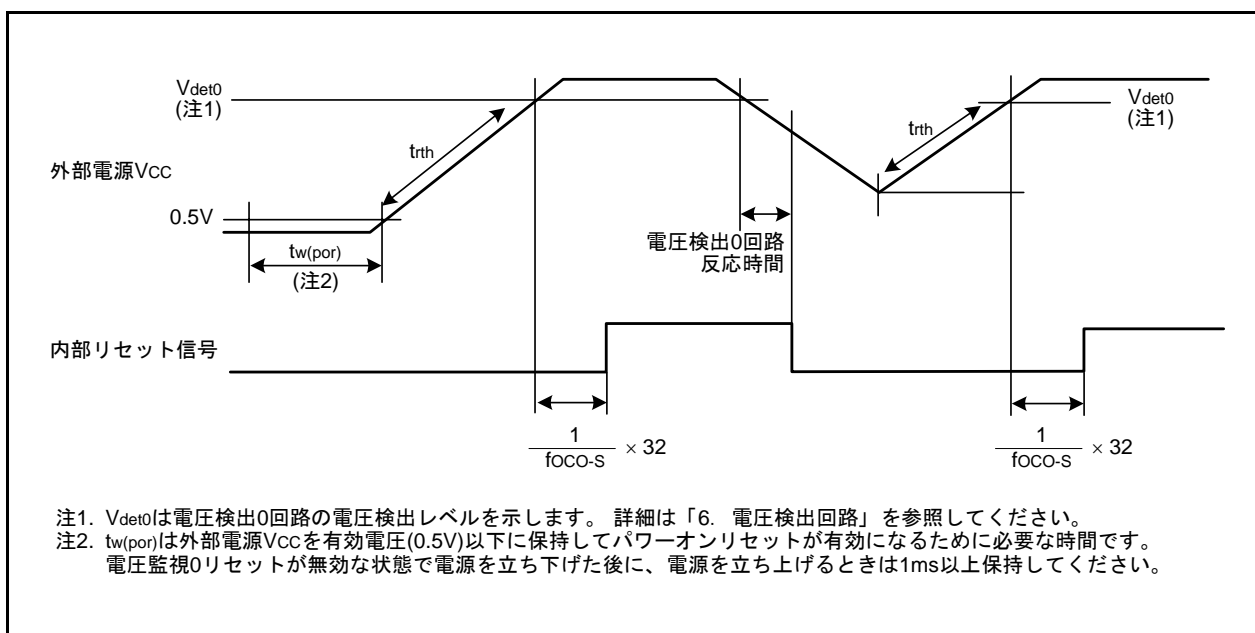 Vdet0
(注1)
trth
trth
Vdet0
(注1)
外部電源VCC
0.5V
tw(por)
(注2)
電圧検出0回路
反応時間
内部リセット信号
1
fOCO-S
× 32
1
fOCO-S
× 32
注1. Vdet0は電圧検出0回路の電圧検出レベルを示します。 詳細は「6. 電圧検出回路」を参照してください。
注2. tw(por)は外部電源VCCを有効電圧(0.5V)以下に保持してパワーオンリセットが有効になるために必要な時間です。
電圧監視0リセットが無効な状態で電源を立ち下げた後に、電源を立ち上げるときは1ms以上保持してください。